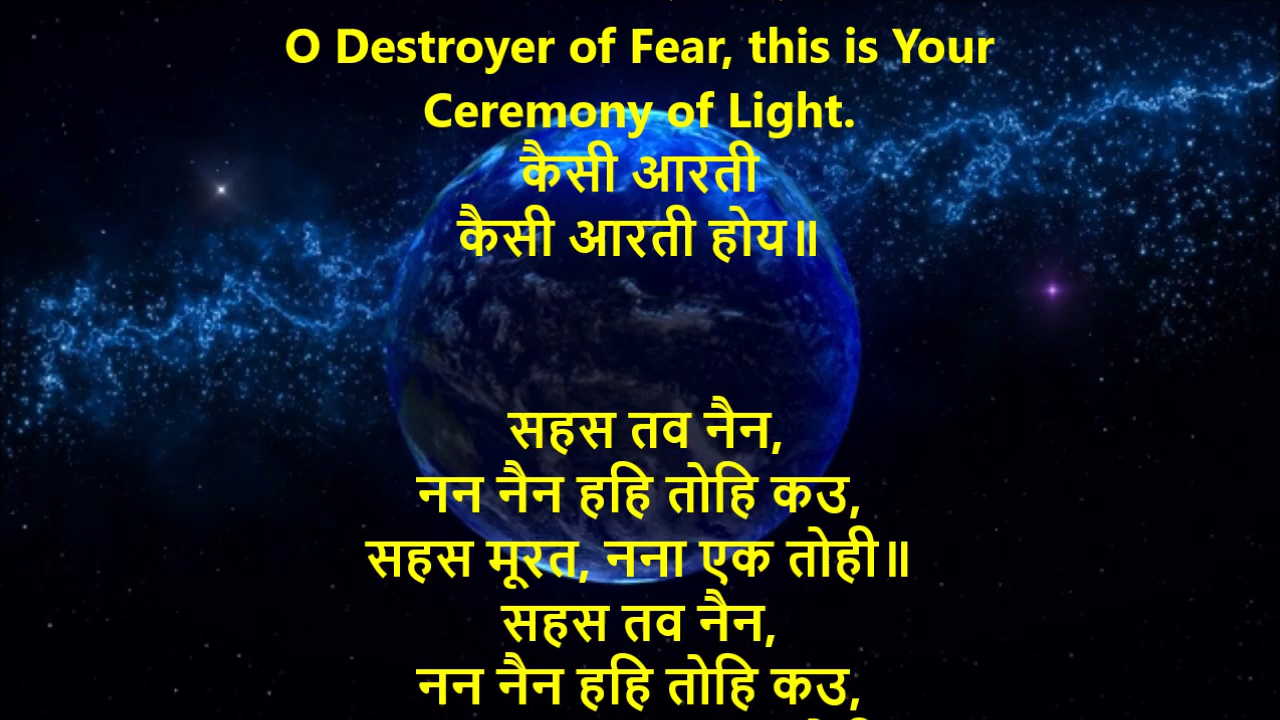 O Destroyer of Fear, this is Your
Ceremony of Light.
कैसी आरती
कैसी आरती होय॥
सहस तव नैन,
नन नैन हहि तोहि कउ,
सहस मूरत, नना एक तोही॥
सहस तव नैन,
नन नैन हहि तोहि कउ,